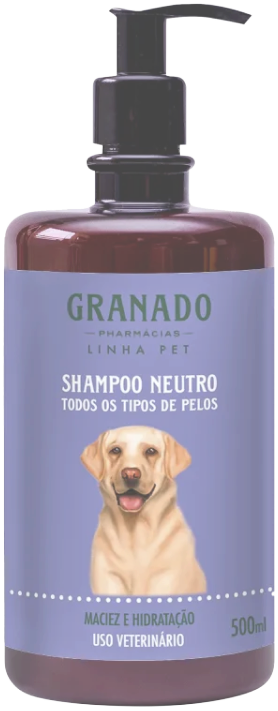 GRANADO
PHARMÁCIAS
LINHA PET
SHAMPOO NEUTRO
TODOS OS TIPOS DE PELOS
MACIEZ E HIDRATAÇÃO
USO VETERINÁRIO
500ml